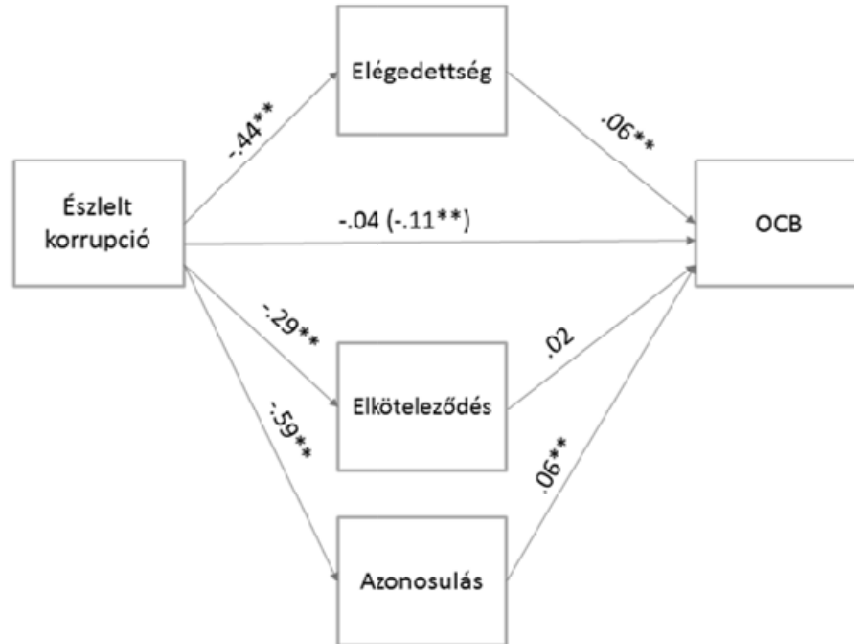 Elégedettség
-.44**
.06**
Észlelt
korrupció
-.04 (-.11**)
OCB
-.29**
.02
Elköteleződés
-.59**
.06**
Azonosulás